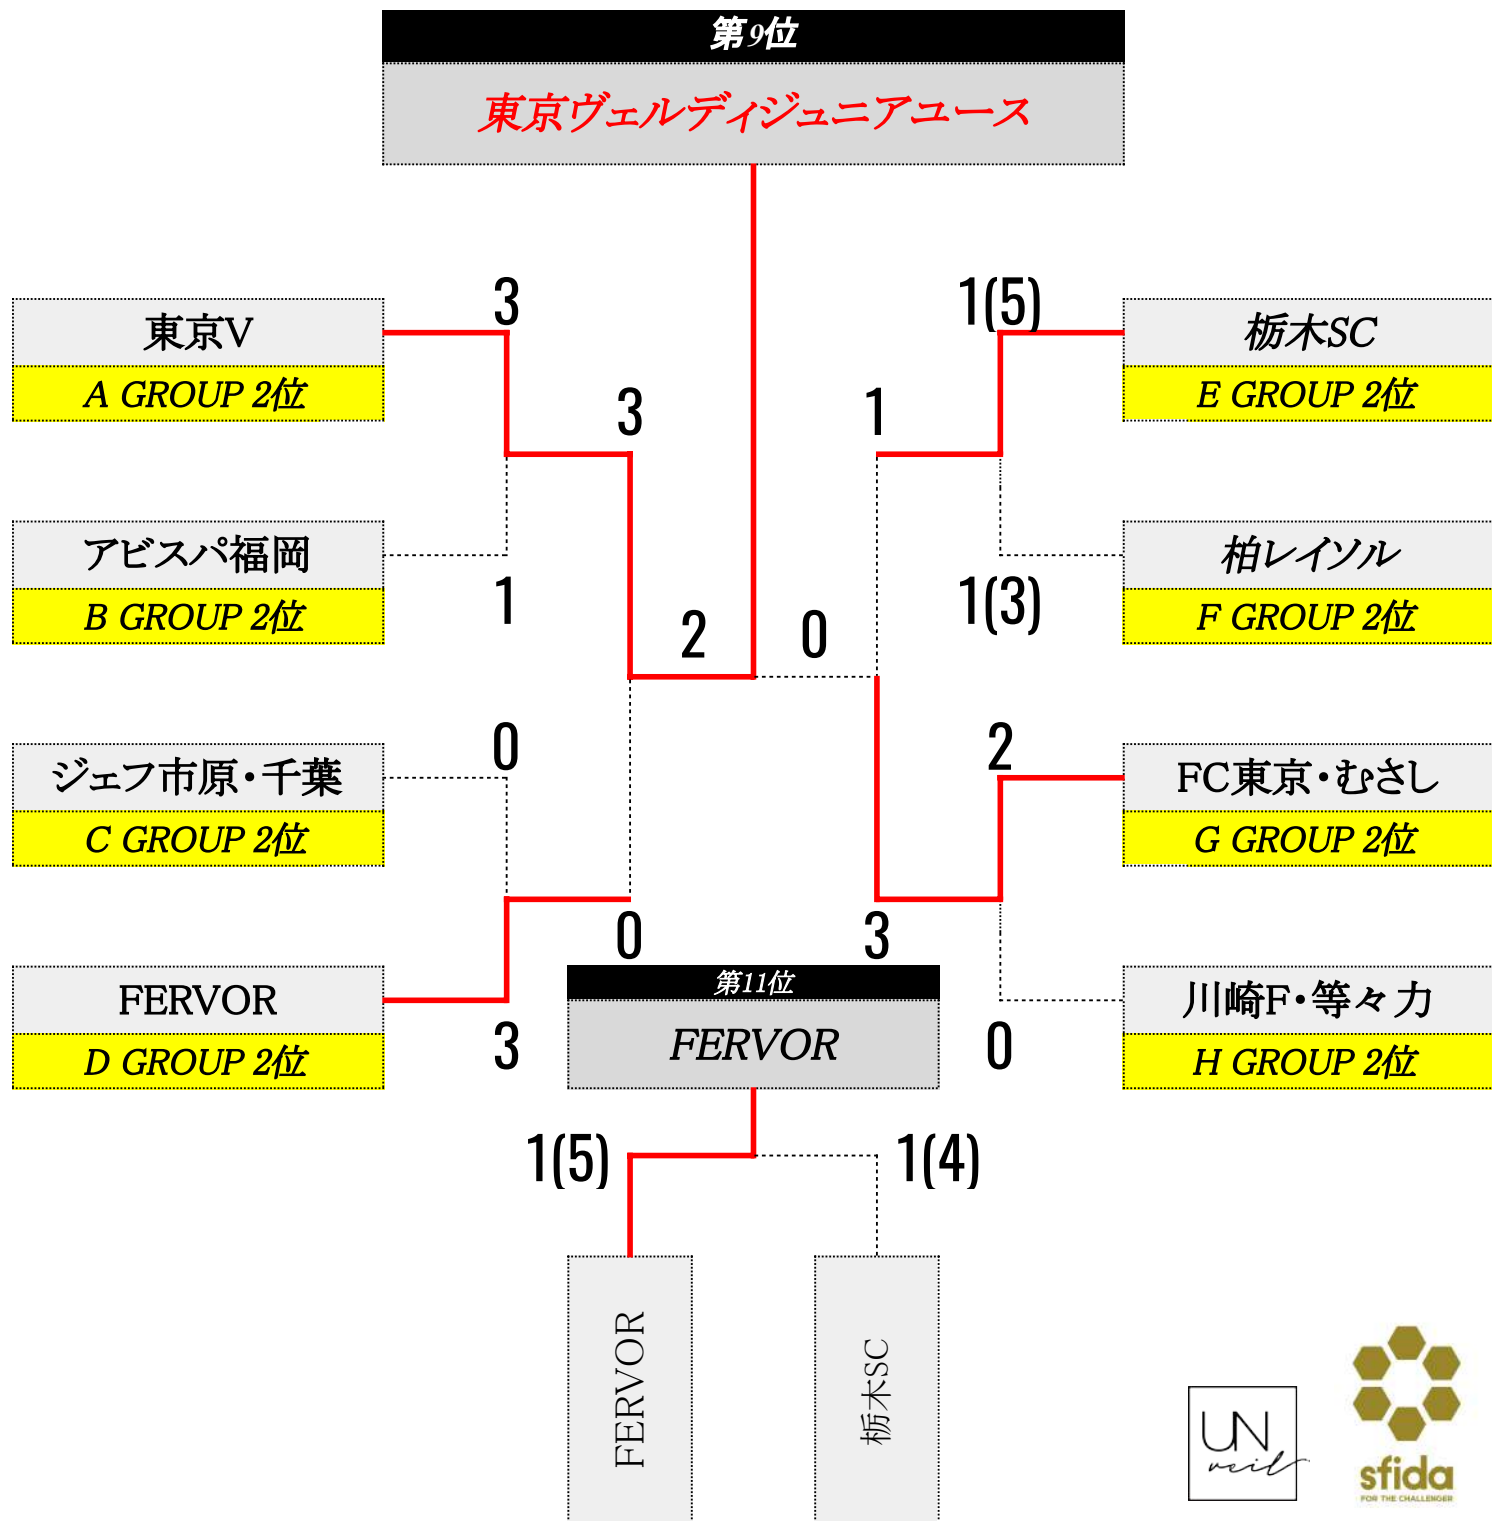 第9位
東京ヴェルディジュニアユース
3
1(5)
東京V
A GROUP 2位
栃木SC
E GROUP 2位
3
1
アビスパ福岡
B GROUP 2位
柏レイソル
F GROUP 2位
1
1(3)
2
0
0
2
ジェフ市原・千葉
C GROUP 2位
FC東京・むさし
G GROUP 2位
0
3
FERVOR
D GROUP 2位
第11位
FERVOR
川崎F・等々力
H GROUP 2位
3
0
1(5)
1(4)
FERVOR
栃木SC
UN
veil
sfida
FOR THE CHALLENGER